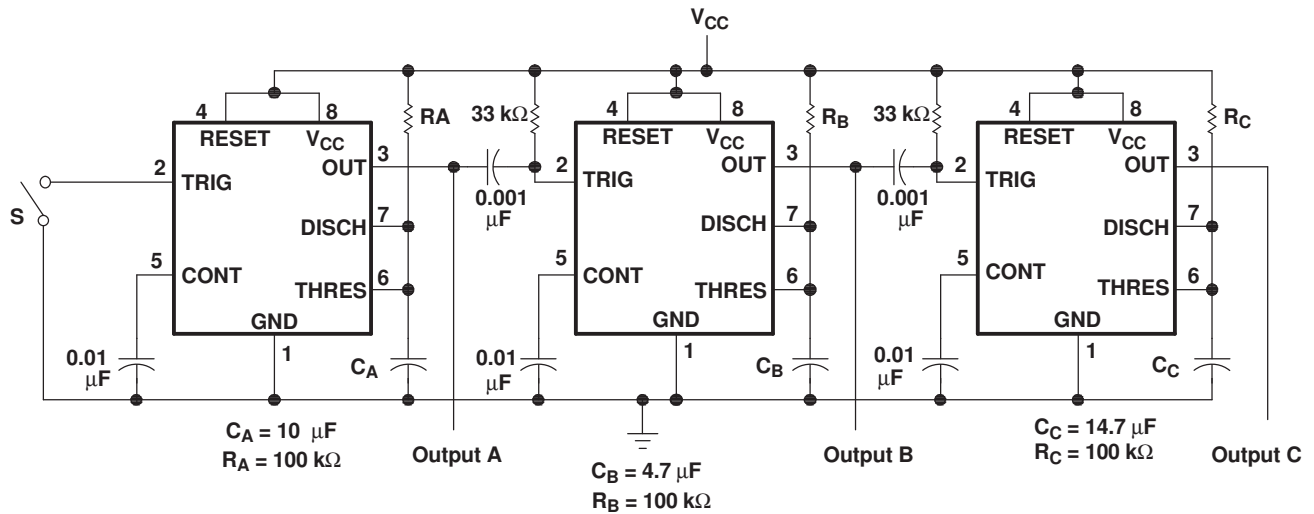 VCC
4
8
RESET
VCC
2
TRIG
OUT
3
DISCH
7
5
CONT
THRES
6
GND
1
S
0.01
μF
RA
CA
33 kΩ
0.001
μF
4
8
RESET
VCC
2
TRIG
OUT
3
DISCH
7
5
CONT
THRES
6
GND
1
0.01
μF
RB
CB
33 kΩ
0.001
μF
4
8
RESET
VCC
2
TRIG
OUT
3
DISCH
7
5
CONT
THRES
6
GND
1
0.01
μF
RC
CC
CA = 10 μF
RA = 100 kΩ
Output A
CB = 4.7 μF
RB = 100 kΩ
Output B
CC = 14.7 μF
RC = 100 kΩ
Output C